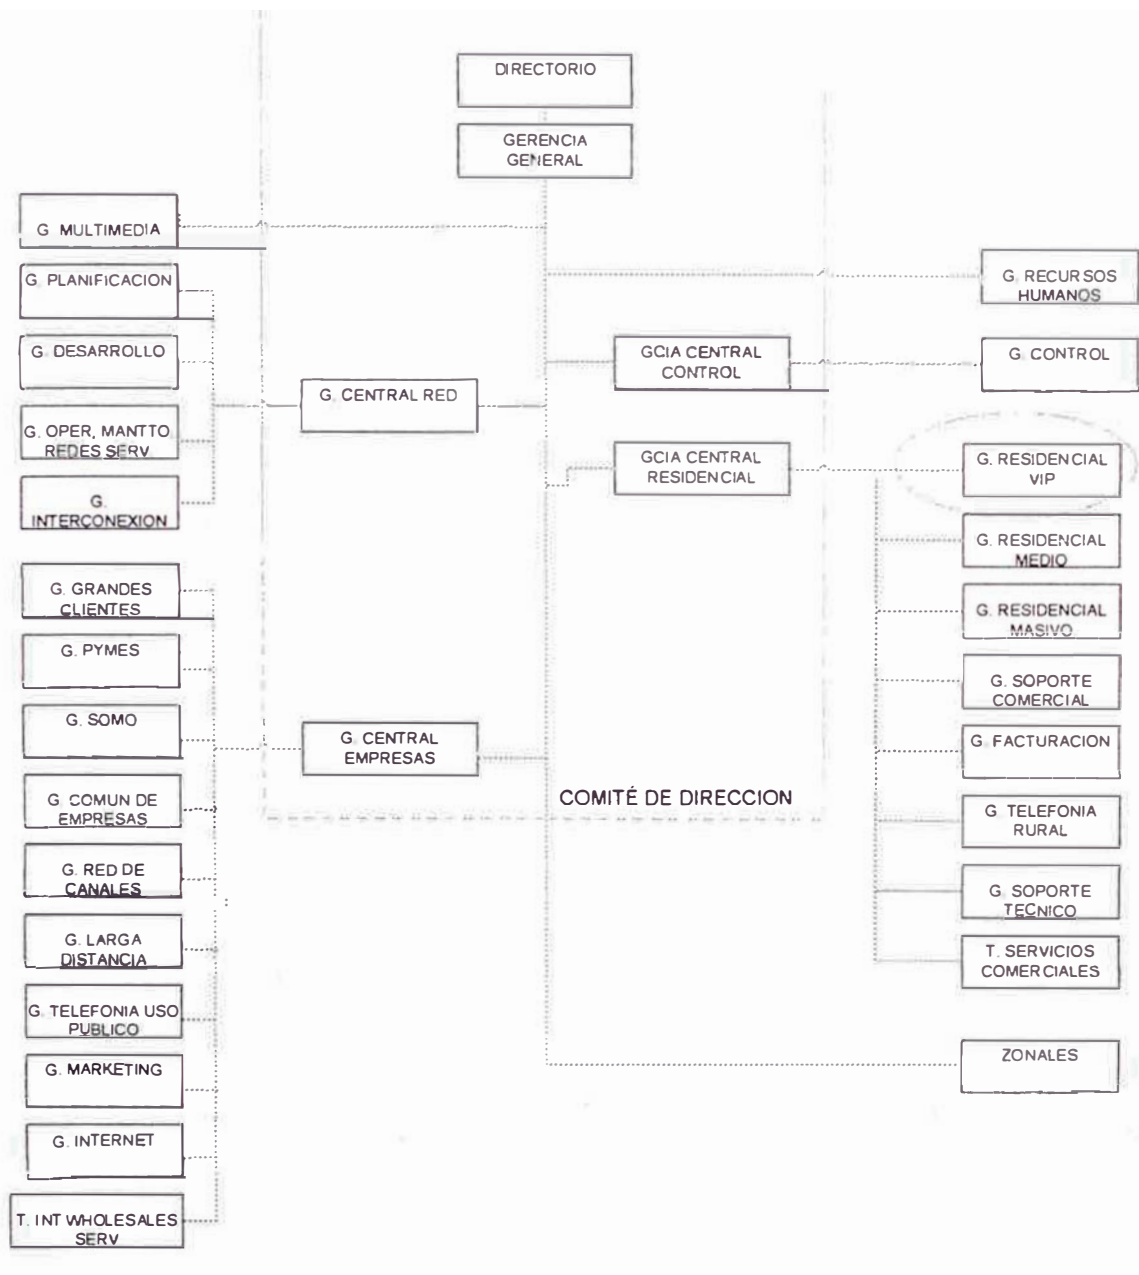 DIRECTORIO
GERENCIA
GENERAL
G. MULTIMEDIA
G. PLANIFICACION
G. DESARROLLO
G. OPER, MANTTO.
REDES SERV.
G.
INTERCONEXION
G. GRANDES
CLIENTES
G. PYMES
G. SOMO
G. COMUN DE
EMPRESAS
G. RED DE
CANALES
G. LARGA
DISTANCIA
G. TELEFONIA USO
PUBLICO
G. MARKETING
G. INTERNET
T. INT WHOLESALES
SERV
G. CENTRAL RED
G. CENTRAL
EMPRESAS
GCIA CENTRAL
CONTROL
GCIA CENTRAL
RESIDENCIAL
COMITÉ DE DIRECCION
G. RECURSOS
HUMANOS
G. CONTROL
G. RESIDENCIAL
VIP
G. RESIDENCIAL
MEDIO
G. RESIDENCIAL
MASIVO
G. SOPORTE
COMERCIAL
G. FACTURACION
G. TELEFONIA
RURAL
G. SOPORTE
TECNICO
T. SERVICIOS
COMERCIALES
ZONALES